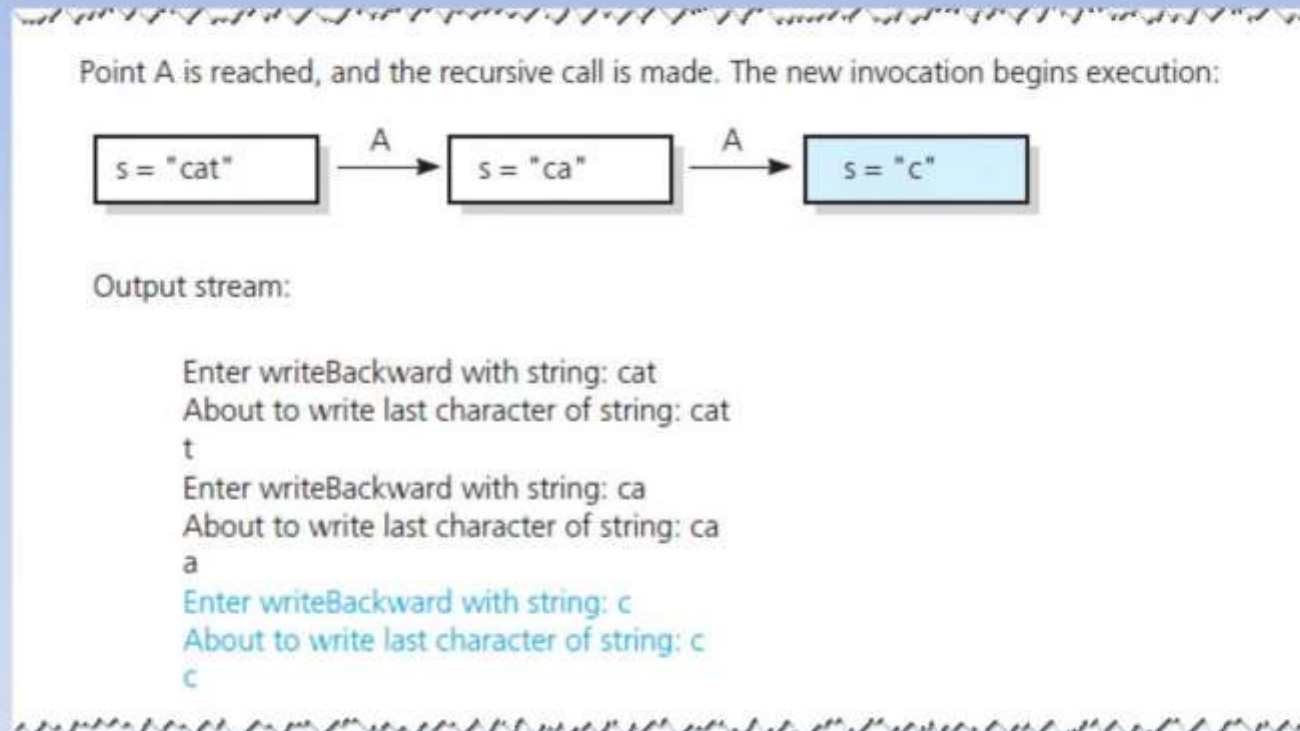 Point A is reached, and the recursive call is made. The new invocation begins execution:
A A
s = "cat" s = "ca" s = "c"
Output stream:
Enter writeBackward with string: cat
About to write last character of string: cat
t
Enter writeBackward with string: ca
About to write last character of string: ca
a
Enter writeBackward with string: c
About to write last character of string: c
c